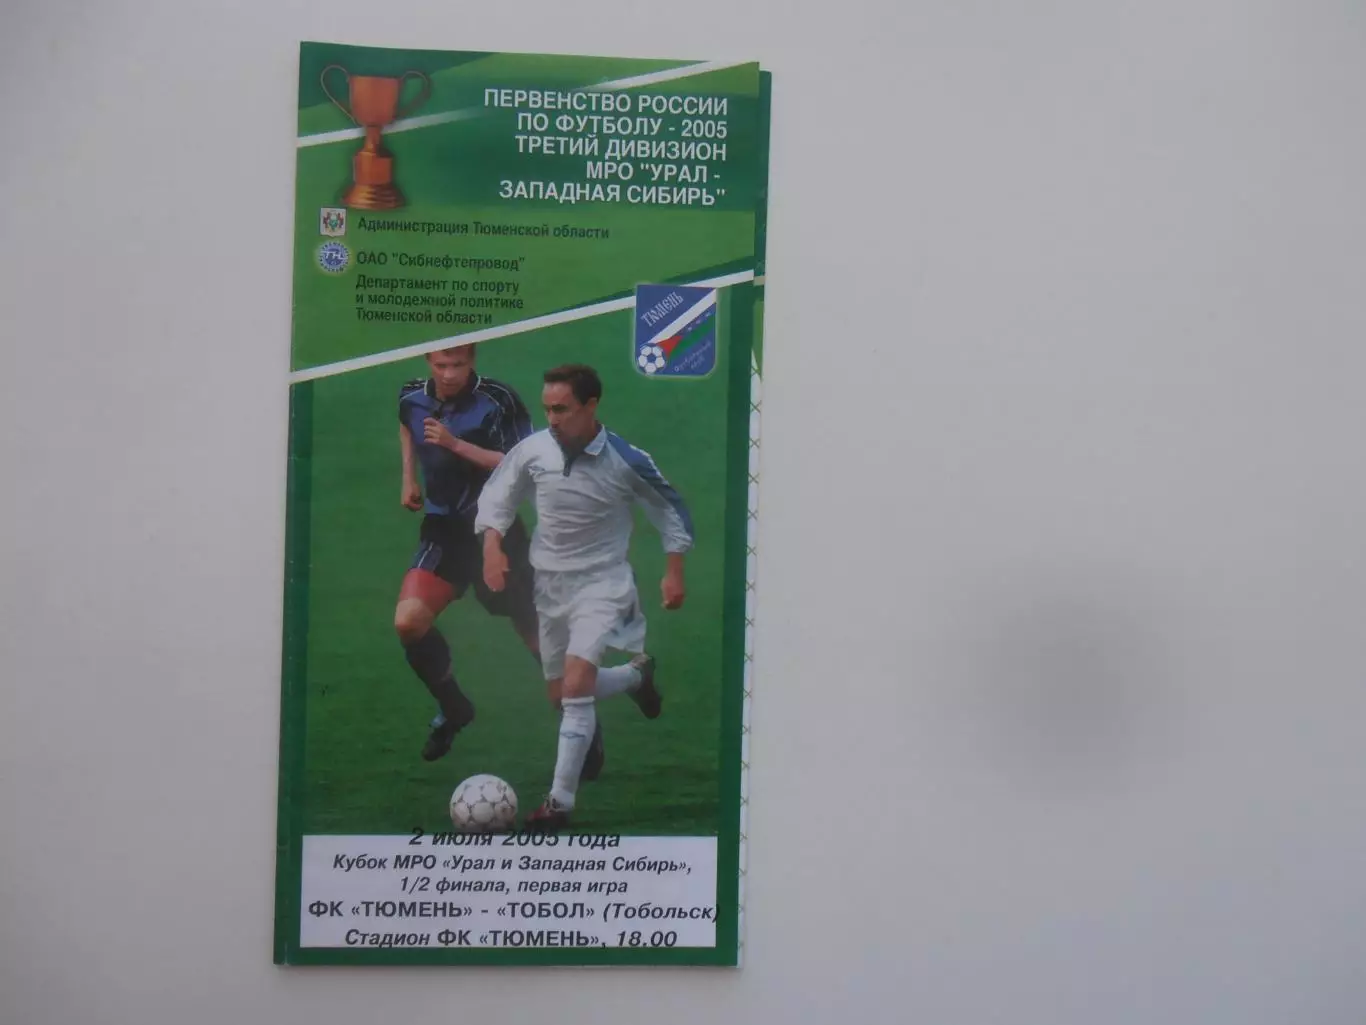 ПЕРВЕНСТВО РОССИИ
ПО ФУТБОЛУ - 2005
ТРЕТИЙ ДИВИЗИОН
МРО "УРАЛ -
ЗАПАДНАЯ СИБИРЬ"
Администрация Тюменской области
ОАО "Сибнефтепровод"
Департамент по спорту
и молодежной политике
Тюменской области
ТЮМЕНЬ
футбольный клуб
2 июля 2005 года
Кубок МРО «Урал и Западная Сибирь»,
1/2 финала, первая игра
ФК «ТЮМЕНЬ» - «ТОБОЛ» (Тобольск)
Стадион ФК «ТЮМЕНЬ», 18.00